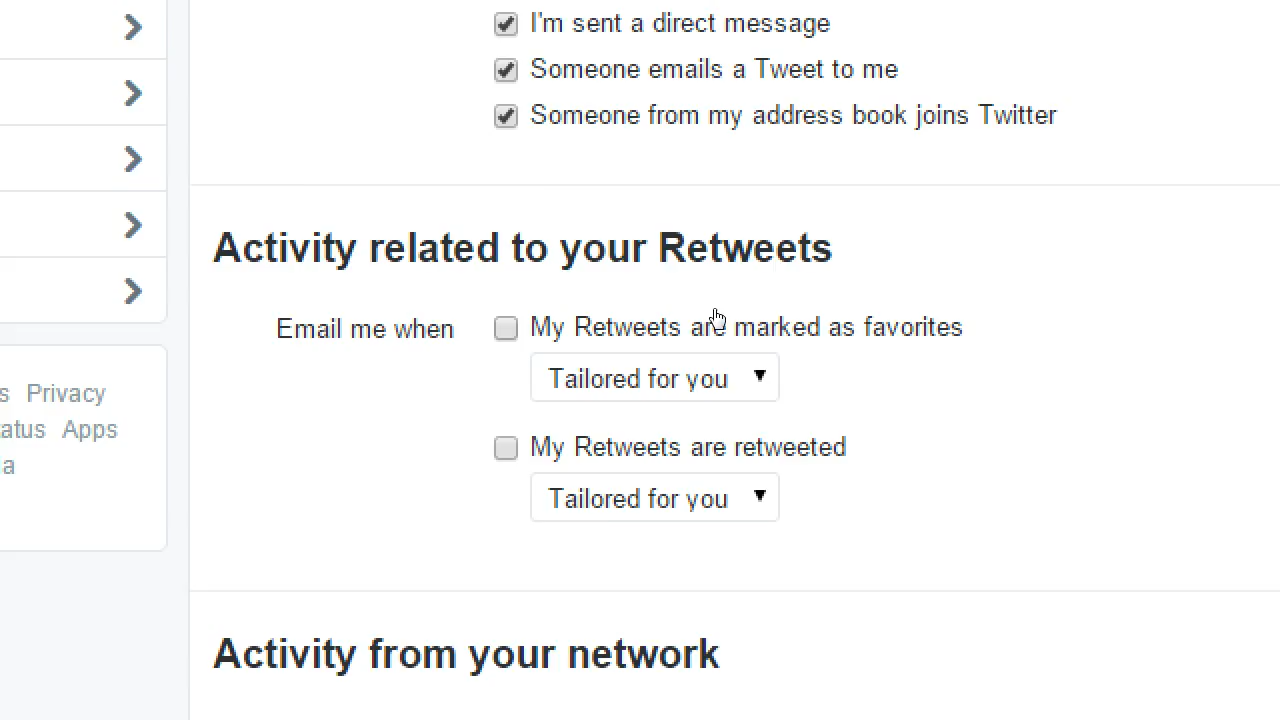 I'm sent a direct message
Someone emails a Tweet to me
Someone from my address book joins Twitter
Activity related to your Retweets
Email me when
My Retweets are marked as favorites
Tailored for you
My Retweets are retweeted
Tailored for you
Activity from your network
s Privacy
atus Apps
a